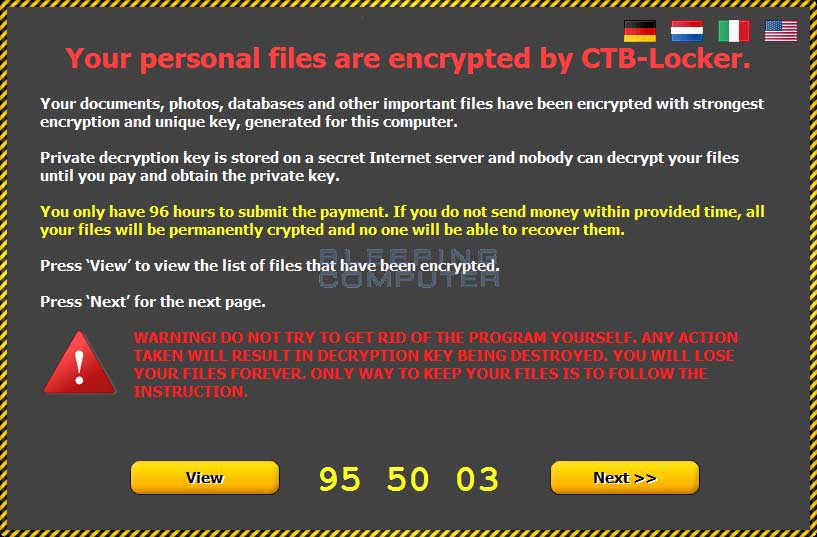 Your personal files are encrypted by CTB-Locker.
Your documents, photos, databases and other important files have been encrypted with strongest
encryption and unique key, generated for this computer.
Private decryption key is stored on a secret Internet server and nobody can decrypt your files
until you pay and obtain the private key.
You only have 96 hours to submit the payment. If you do not send money within provided time, all
your files will be permanently crypted and no one will be able to recover them.
Press 'View' to view the list of files that have been encrypted.
BLEEPING
COMPUTER
Press 'Next' for the next page.
WARNING! DO NOT TRY TO GET RID OF THE PROGRAM YOURSELF. ANY ACTION
TAKEN WILL RESULT IN DECRYPTION KEY BEING DESTROYED. YOU WILL LOSE
YOUR FILES FOREVER. ONLY WAY TO KEEP YOUR FILES IS TO FOLLOW THE
INSTRUCTION.
View 95 50 03 Next >>